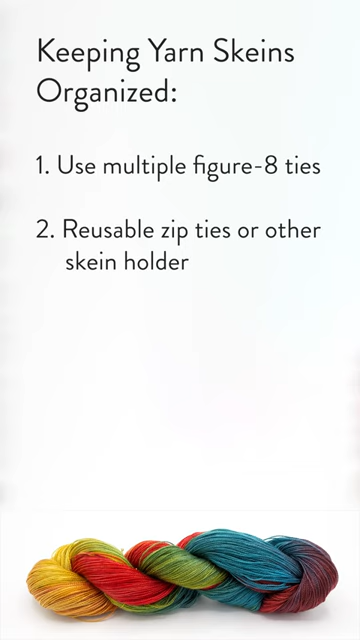 Keeping Yarn Skeins
Organized:
1. Use multiple figure-8 ties
2. Reusable zip ties or other
skein holder